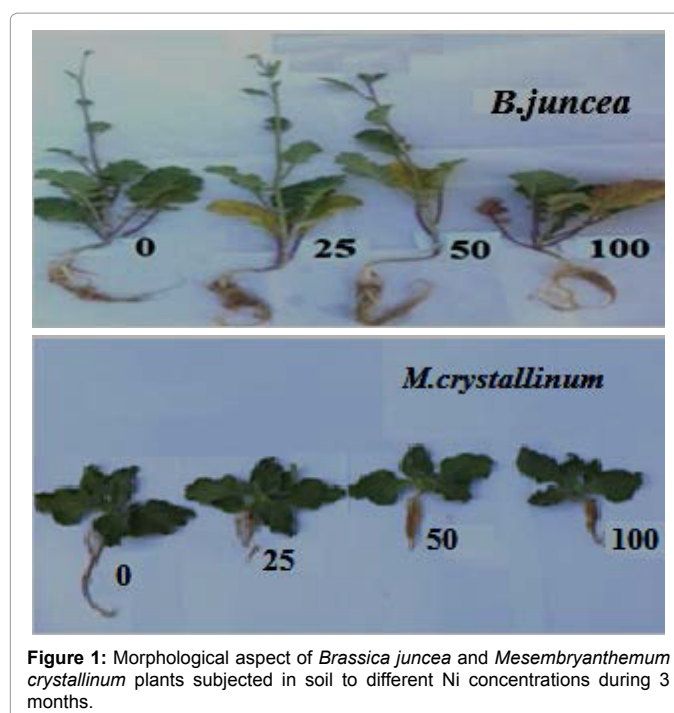 B.juncea
0
25
50
100
M.crystallinum
0
25
50
100
Figure 1: Morphological aspect of Brassica juncea and Mesembryanthemum
crystallinum plants subjected in soil to different Ni concentrations during 3
months.